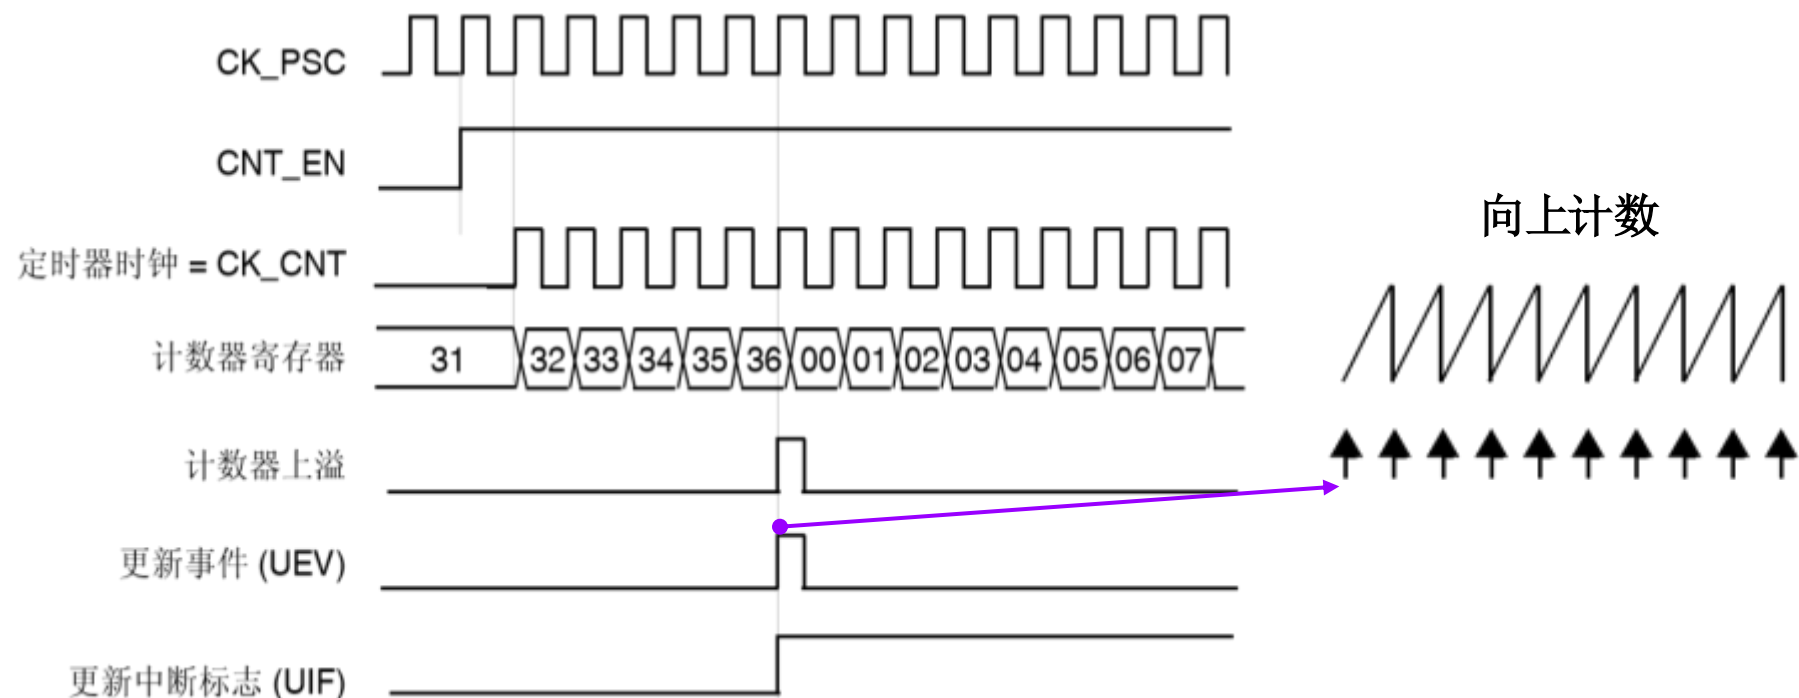 CK_PSC
CNT_EN
向上计数
定时器时钟 = CK_CNT
计数器寄存器 31 32 33 34 35 36 00 01 02 03 04 05 06 07
计数器上溢
更新事件 (UEV)
更新中断标志 (UIF)